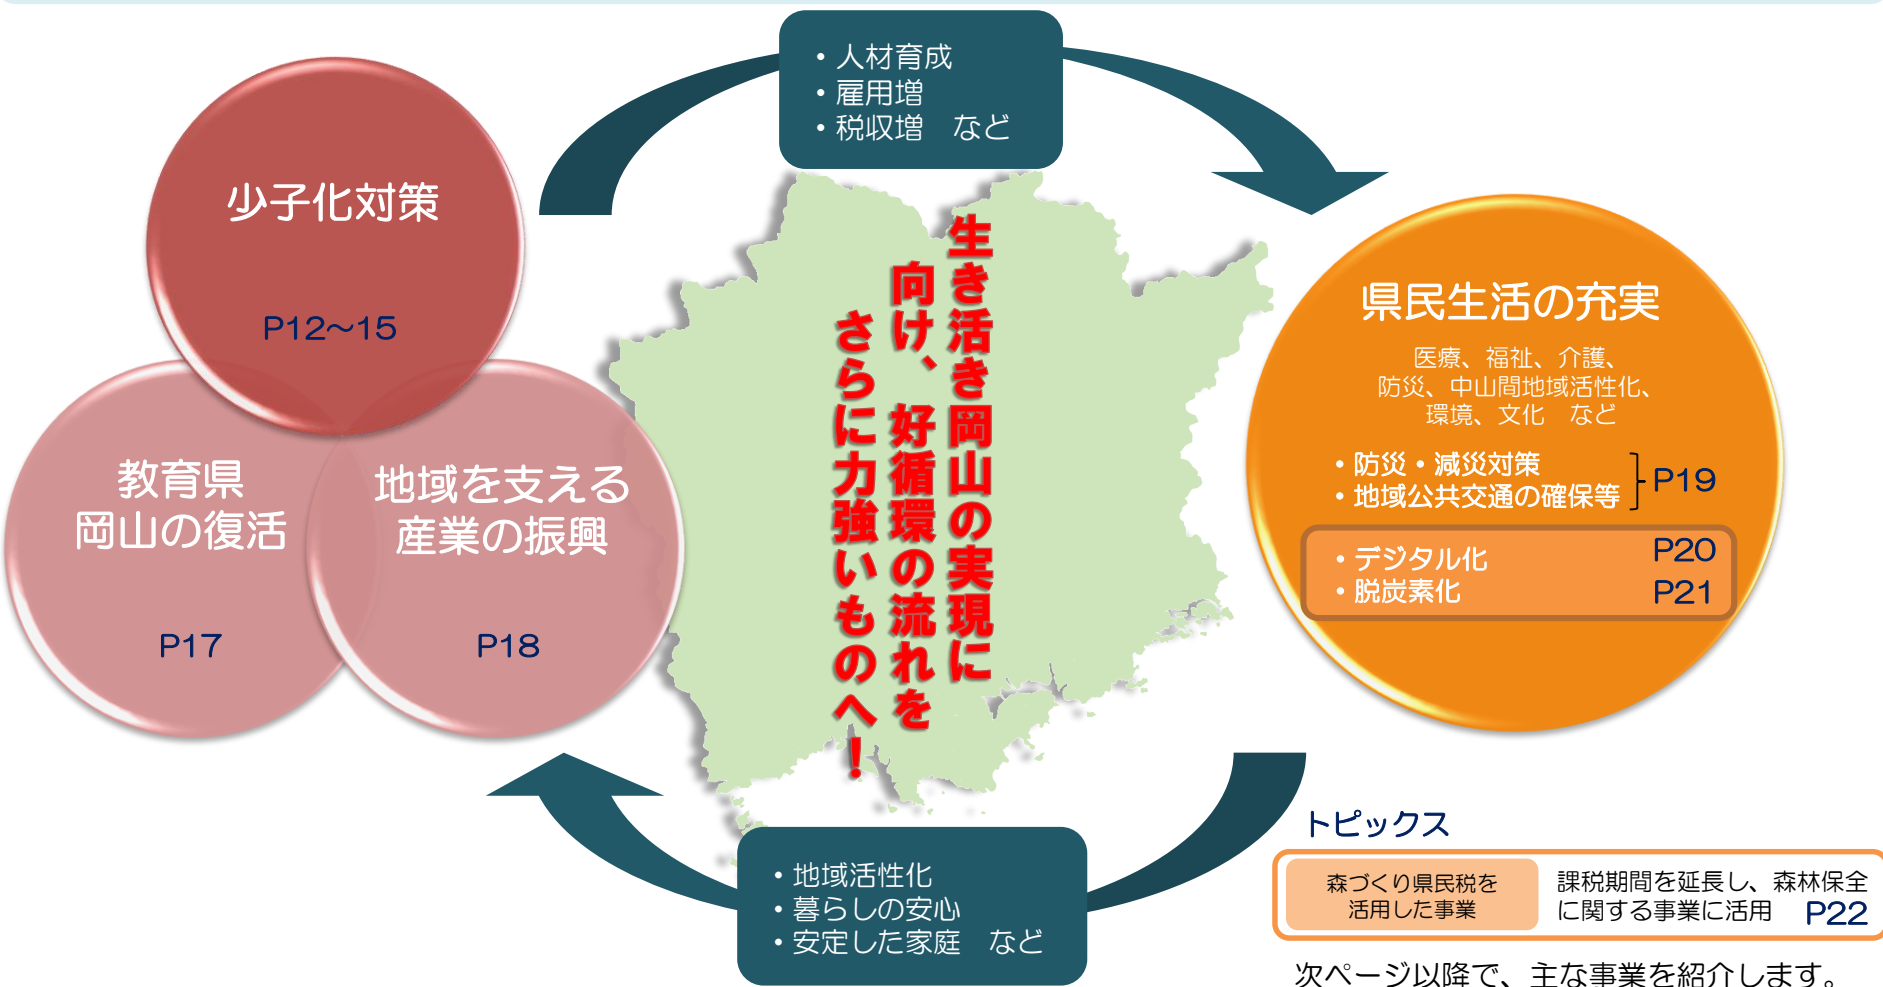 ・人材育成
・雇用増
・税収増　など
少子化対策
P12～15
教育県
岡山の復活
P17
地域を支える
産業の振興
P18
生き活き岡山の実現に
向け、好循環の流れを
さらに力強いものへ！
県民生活の充実
医療、福祉、介護、
防災、中山間地域活性化、
環境、文化　など
・防災・減災対策
・地域公共交通の確保等
P19
・デジタル化 P20
・脱炭素化 P21
・地域活性化
・暮らしの安心
・安定した家庭　など
トピックス
森づくり県民税を
活用した事業
課税期間を延長し、森林保全
に関する事業に活用 P22
次ページ以降で、主な事業を紹介します。